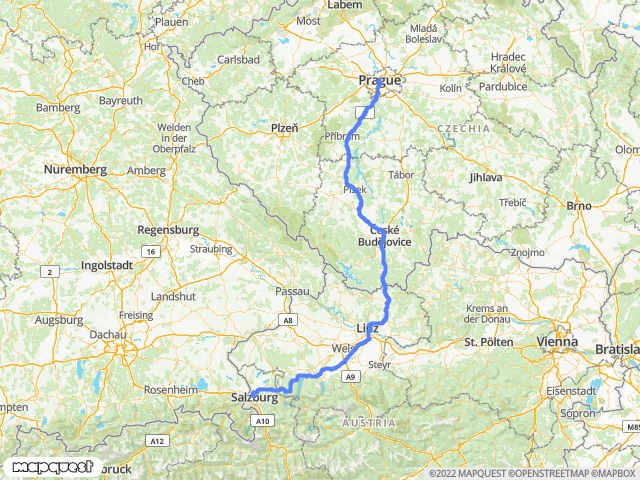 Labem
Plauen
Most
Mladá
Boleslav
Hof
Carlsbad
Hradec
Králové
Cheb
Prague
Kolín
Pardubice
Bamberg
Bayreuth
Plzeň
CZECHIA
Weiden
in der
Oberpfalz
Příbram
Olom
Nuremberg
Amberg
Tábor
Jihlava
Písek
Třebíč
Brno
Regensburg
České
Budějovice
Straubing
16
Znojmo
Ingolstadt
2
Landshut
Passau
Krems an
der Donau
Augsburg
Freising
A8
Linz
Dachau
Wels
St. Pölten
Vienna
Bratis
Steyr
A9
Eisenstadt
Rosenheim
Salzburg
Sopron
mpten
A10
AUSTRIA
M85
A12
mapquest
bruck
©2022 MAPQUEST ©OPENSTREETMAP ©MAPBOX